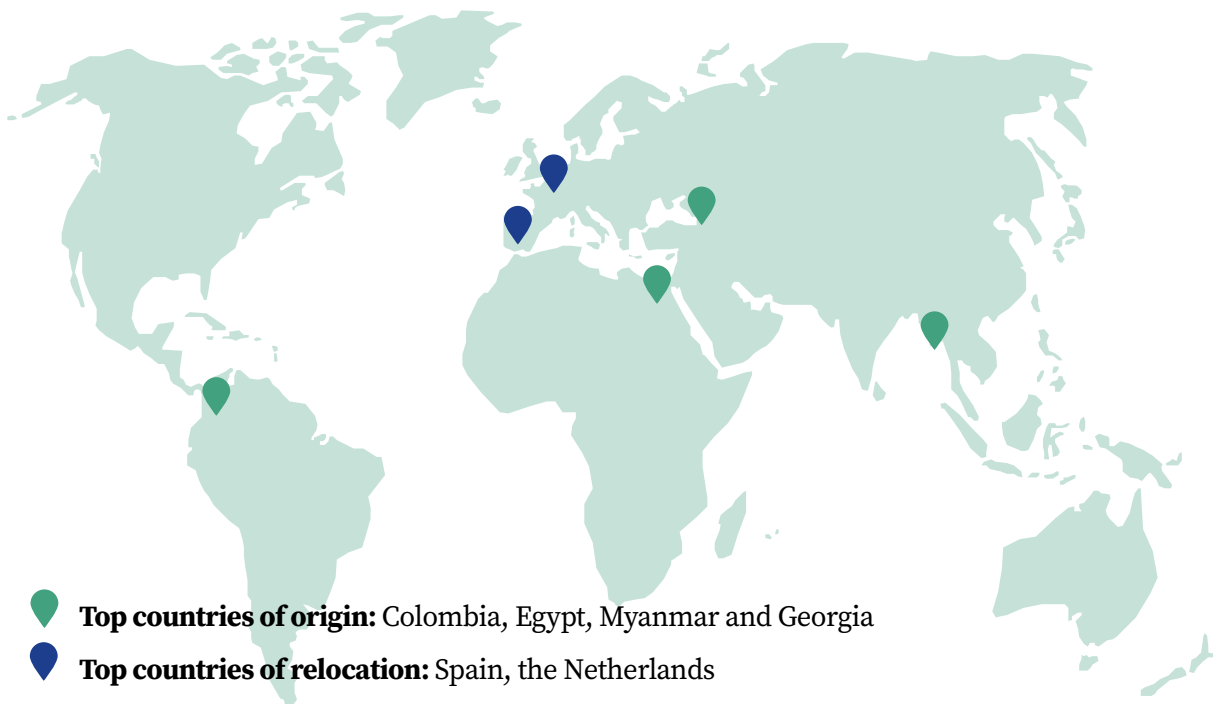 Top countries of origin: Colombia, Egypt, Myanmar and Georgia
Top countries of relocation: Spain, the Netherlands